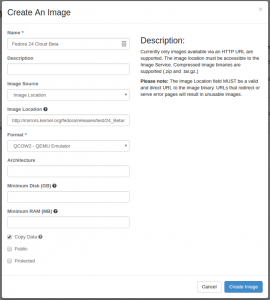 Create An Image
×
Name *
Fedora 24 Cloud Beta
Description
Image Source
Image Location
Image Location
http://mirrors.kernel.org/fedora/releases/test/24_Beta/
Format *
QCOW2 - QEMU Emulator
Architecture
Minimum Disk (GB)
Minimum RAM (MB)
Copy Data
Public
Protected
Description:
Currently only images available via an HTTP URL are
supported. The image location must be accessible to the
Image Service. Compressed image binaries are
supported (.zip and .tar.gz.)
Please note: The Image Location field MUST be a valid
and direct URL to the image binary. URLs that redirect or
serve error pages will result in unusable images.
Cancel
Create Image